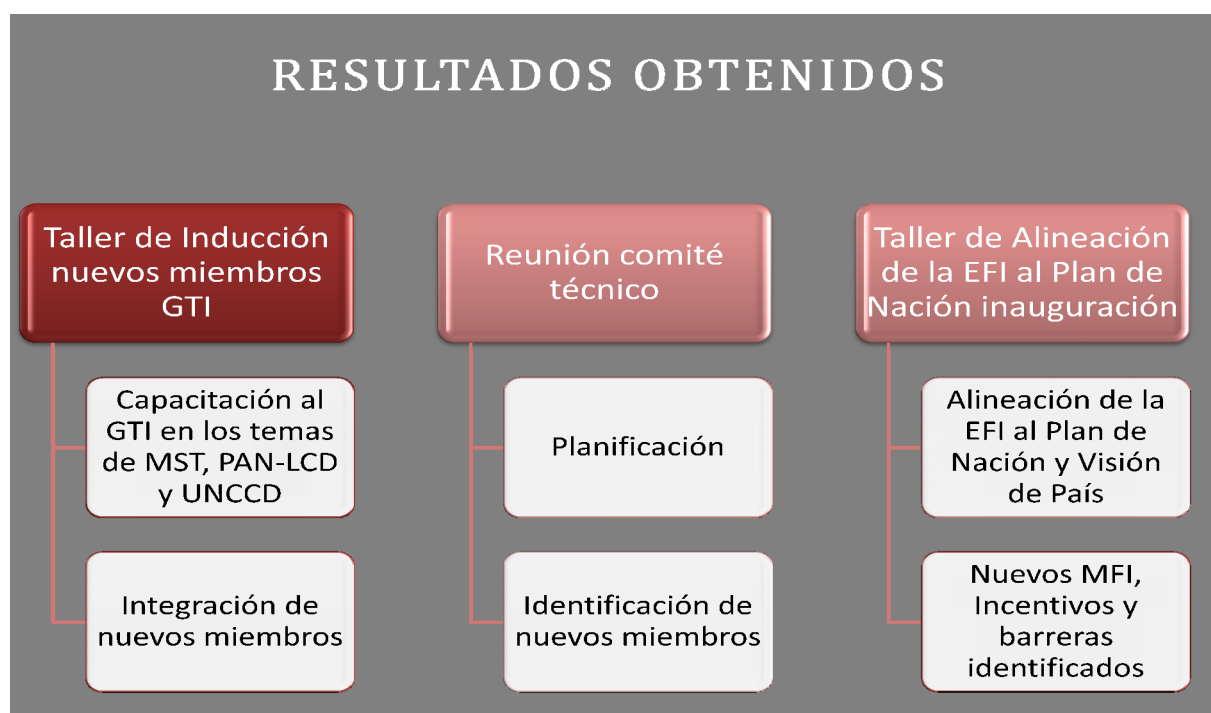 RESULTADOS OBTENIDOS
Taller de Inducción
nuevos miembros
GTI
Capacitación al
GTI en los temas
de MST, PAN-LCD
y UNCCD
Integración de
nuevos miembros
Reunión comité
técnico
Planificación
Identificación de
nuevos miembros
Taller de Alineación
de la EFI al Plan de
Nación inauguración
Alineación de la
EFI al Plan de
Nación y Visión
de País
Nuevos MFI,
Incentivos y
barreras
identificados